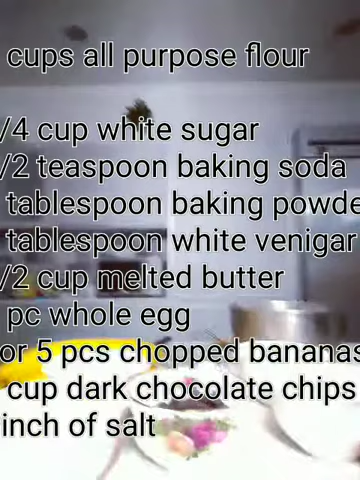 cups all purpose flour
/4 cup white sugar
/2 teaspoon baking soda
tablespoon baking powde
tablespoon white venigar
/2 cup melted butter
pc whole egg
or 5 pcs chopped bananas
cup dark chocolate chips
inch of salt